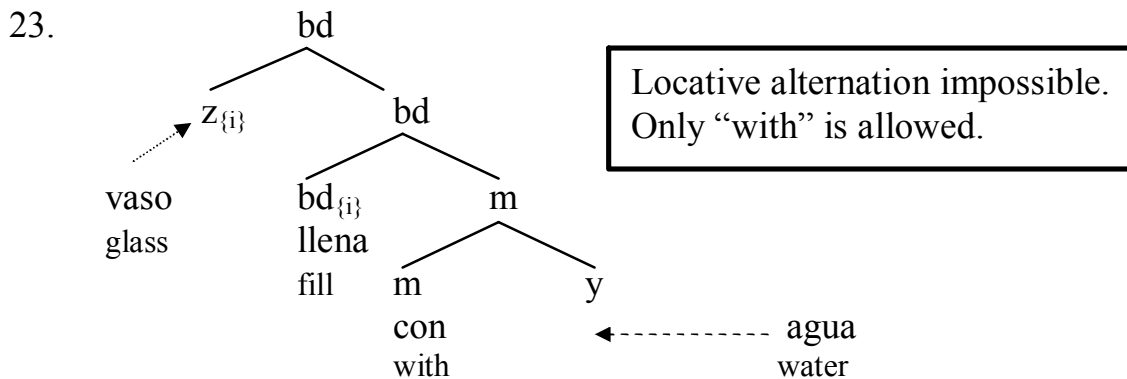 23.
bd
Locative alternation impossible.
Only “with” is allowed.
z{i} bd
vaso bd{i} m
glass llena
fill m y
con agua
with water